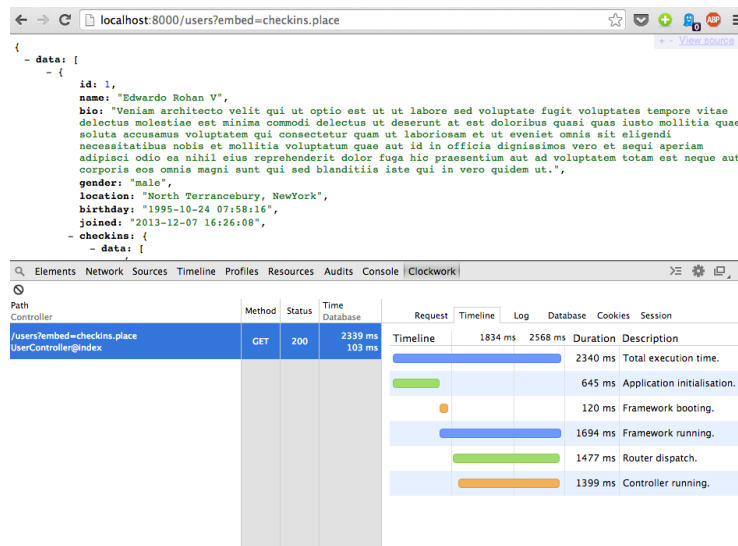 localhost:8000/users?embed=checkins.place
0
ABP
+ - View source
{
- data: [
- {
id: 1,
name: "Edwardo Rohan V",
bio: "Veniam architecto velit qui ut optio est ut ut labore sed voluptate fugit voluptates tempore vitae
delectus molestiae est minima commodi delectus ut deserunt at est doloribus quasi quas iusto mollitia quae
soluta accusamus voluptatem qui consectetur quam ut laboriosam et ut eveniet omnis sit eligendi
necessitatibus nobis et mollitia voluptatum quae aut id in officia dignissimos vero et sequi aperiam
adipisci odio ea nihil eius reprehenderit dolor fuga hic praesentium aut ad voluptatem totam est neque aut
corporis eos omnis magni sunt qui sed blanditiis iste qui in vero quidem ut.",
gender: "male",
location: "North Terrancebury, NewYork",
birthday: "1995-10-24 07:58:16",
joined: "2013-12-07 16:26:08",
- checkins: {
- data: [
Elements Network Sources Timeline Profiles Resources Audits Console Clockwork
Path
Controller
Method Status
Time
Database
Request Timeline Log Database Cookies Session
/users?embed=checkins.place
UserController@index
GET 200
2339 ms
103 ms
Timeline 1834 ms 2568 ms Duration Description
2340 ms Total execution time.
645 ms Application initialisation.
120 ms Framework booting.
1694 ms Framework running.
1477 ms Router dispatch.
1399 ms Controller running.